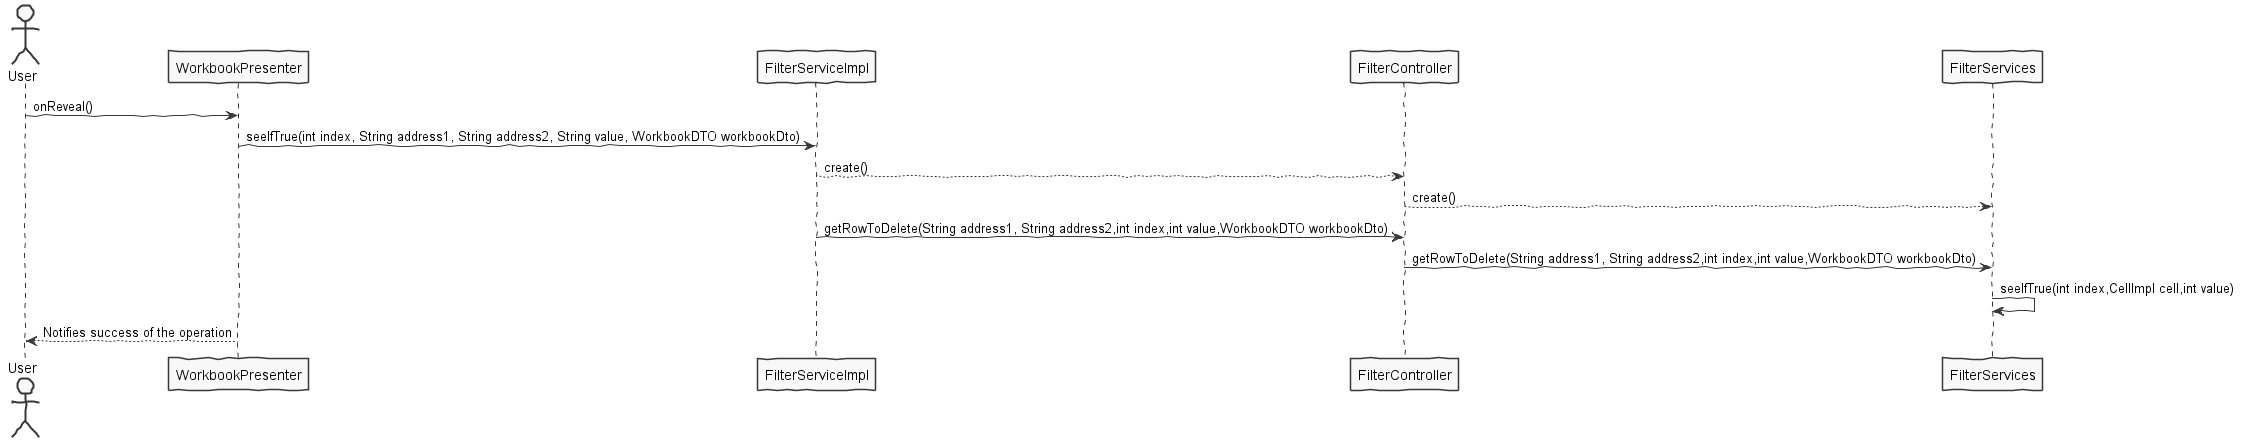 User
WorkbookPresenter
FilterServiceImpl
FilterController
FilterServices
onReveal()
seeIfTrue(int index, String address1, String address2, String value, WorkbookDTO workbookDto)
create()
create()
getRowToDelete(String address1, String address2,int index,int value,WorkbookDTO workbookDto)
getRowToDelete(String address1, String address2,int index,int value,WorkbookDTO workbookDto)
seeIfTrue(int index,CellImpl cell,int value)
Notifies success of the operation
User
WorkbookPresenter
FilterServiceImpl
FilterController
FilterServices